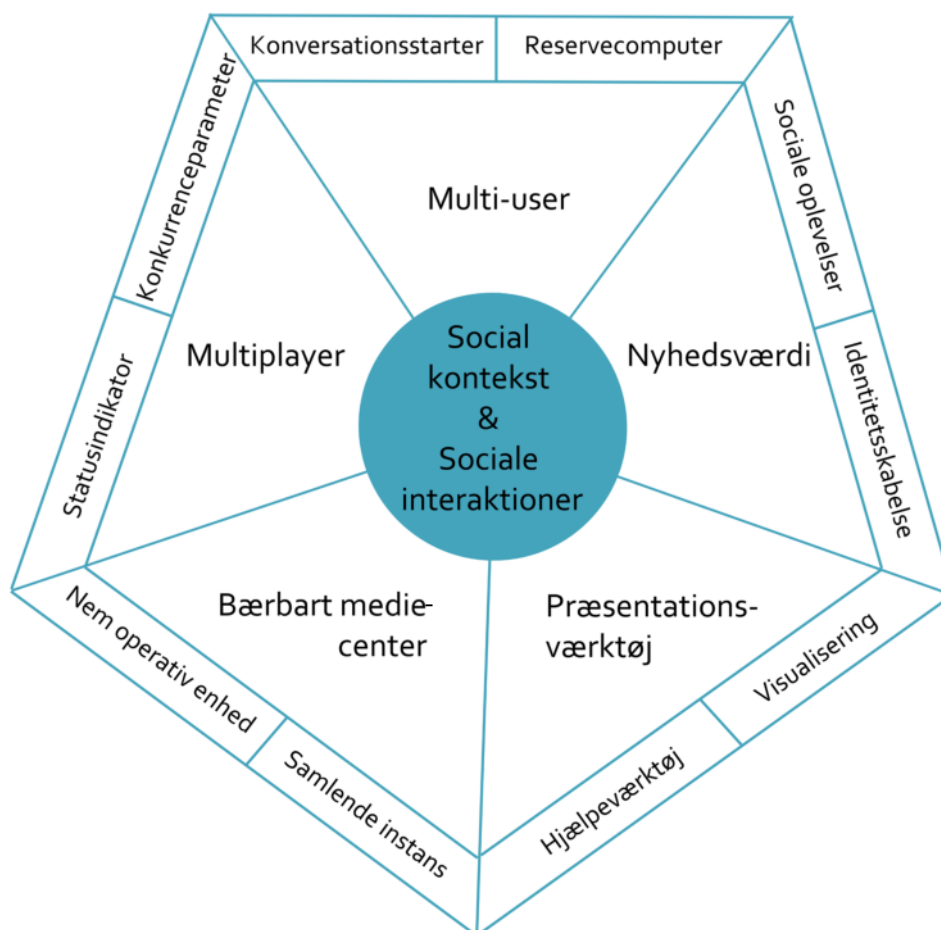 Konversationsstarter
Reservecomputer
Konkurrenceparameter
Sociale oplevelser
Multi-user
Multiplayer
Social
kontekst
&
Sociale
interaktioner
Nyhedsværdi
Statusindikator
Identitetsskabelse
Bærbart medie-
center
Præsentations-
værktøj
Nem operativ enhed
Visualisering
Samlende instans
Hjælpeværktøj